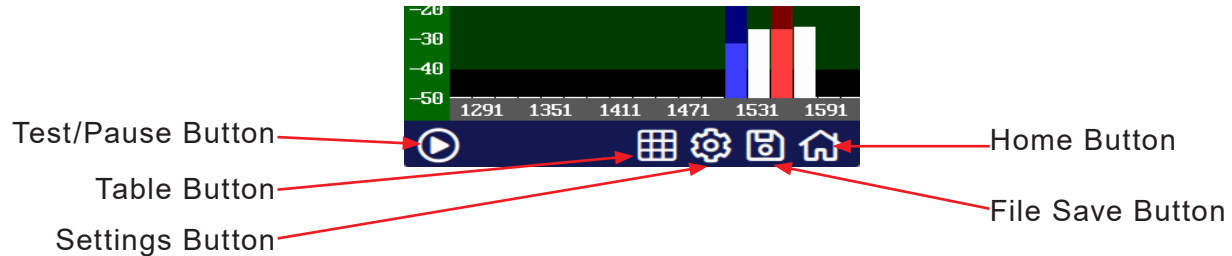 −20
−30
−40
−50
1291 1351 1411 1471 1531 1591
Test/Pause Button
Home Button
Table Button
File Save Button
Settings Button